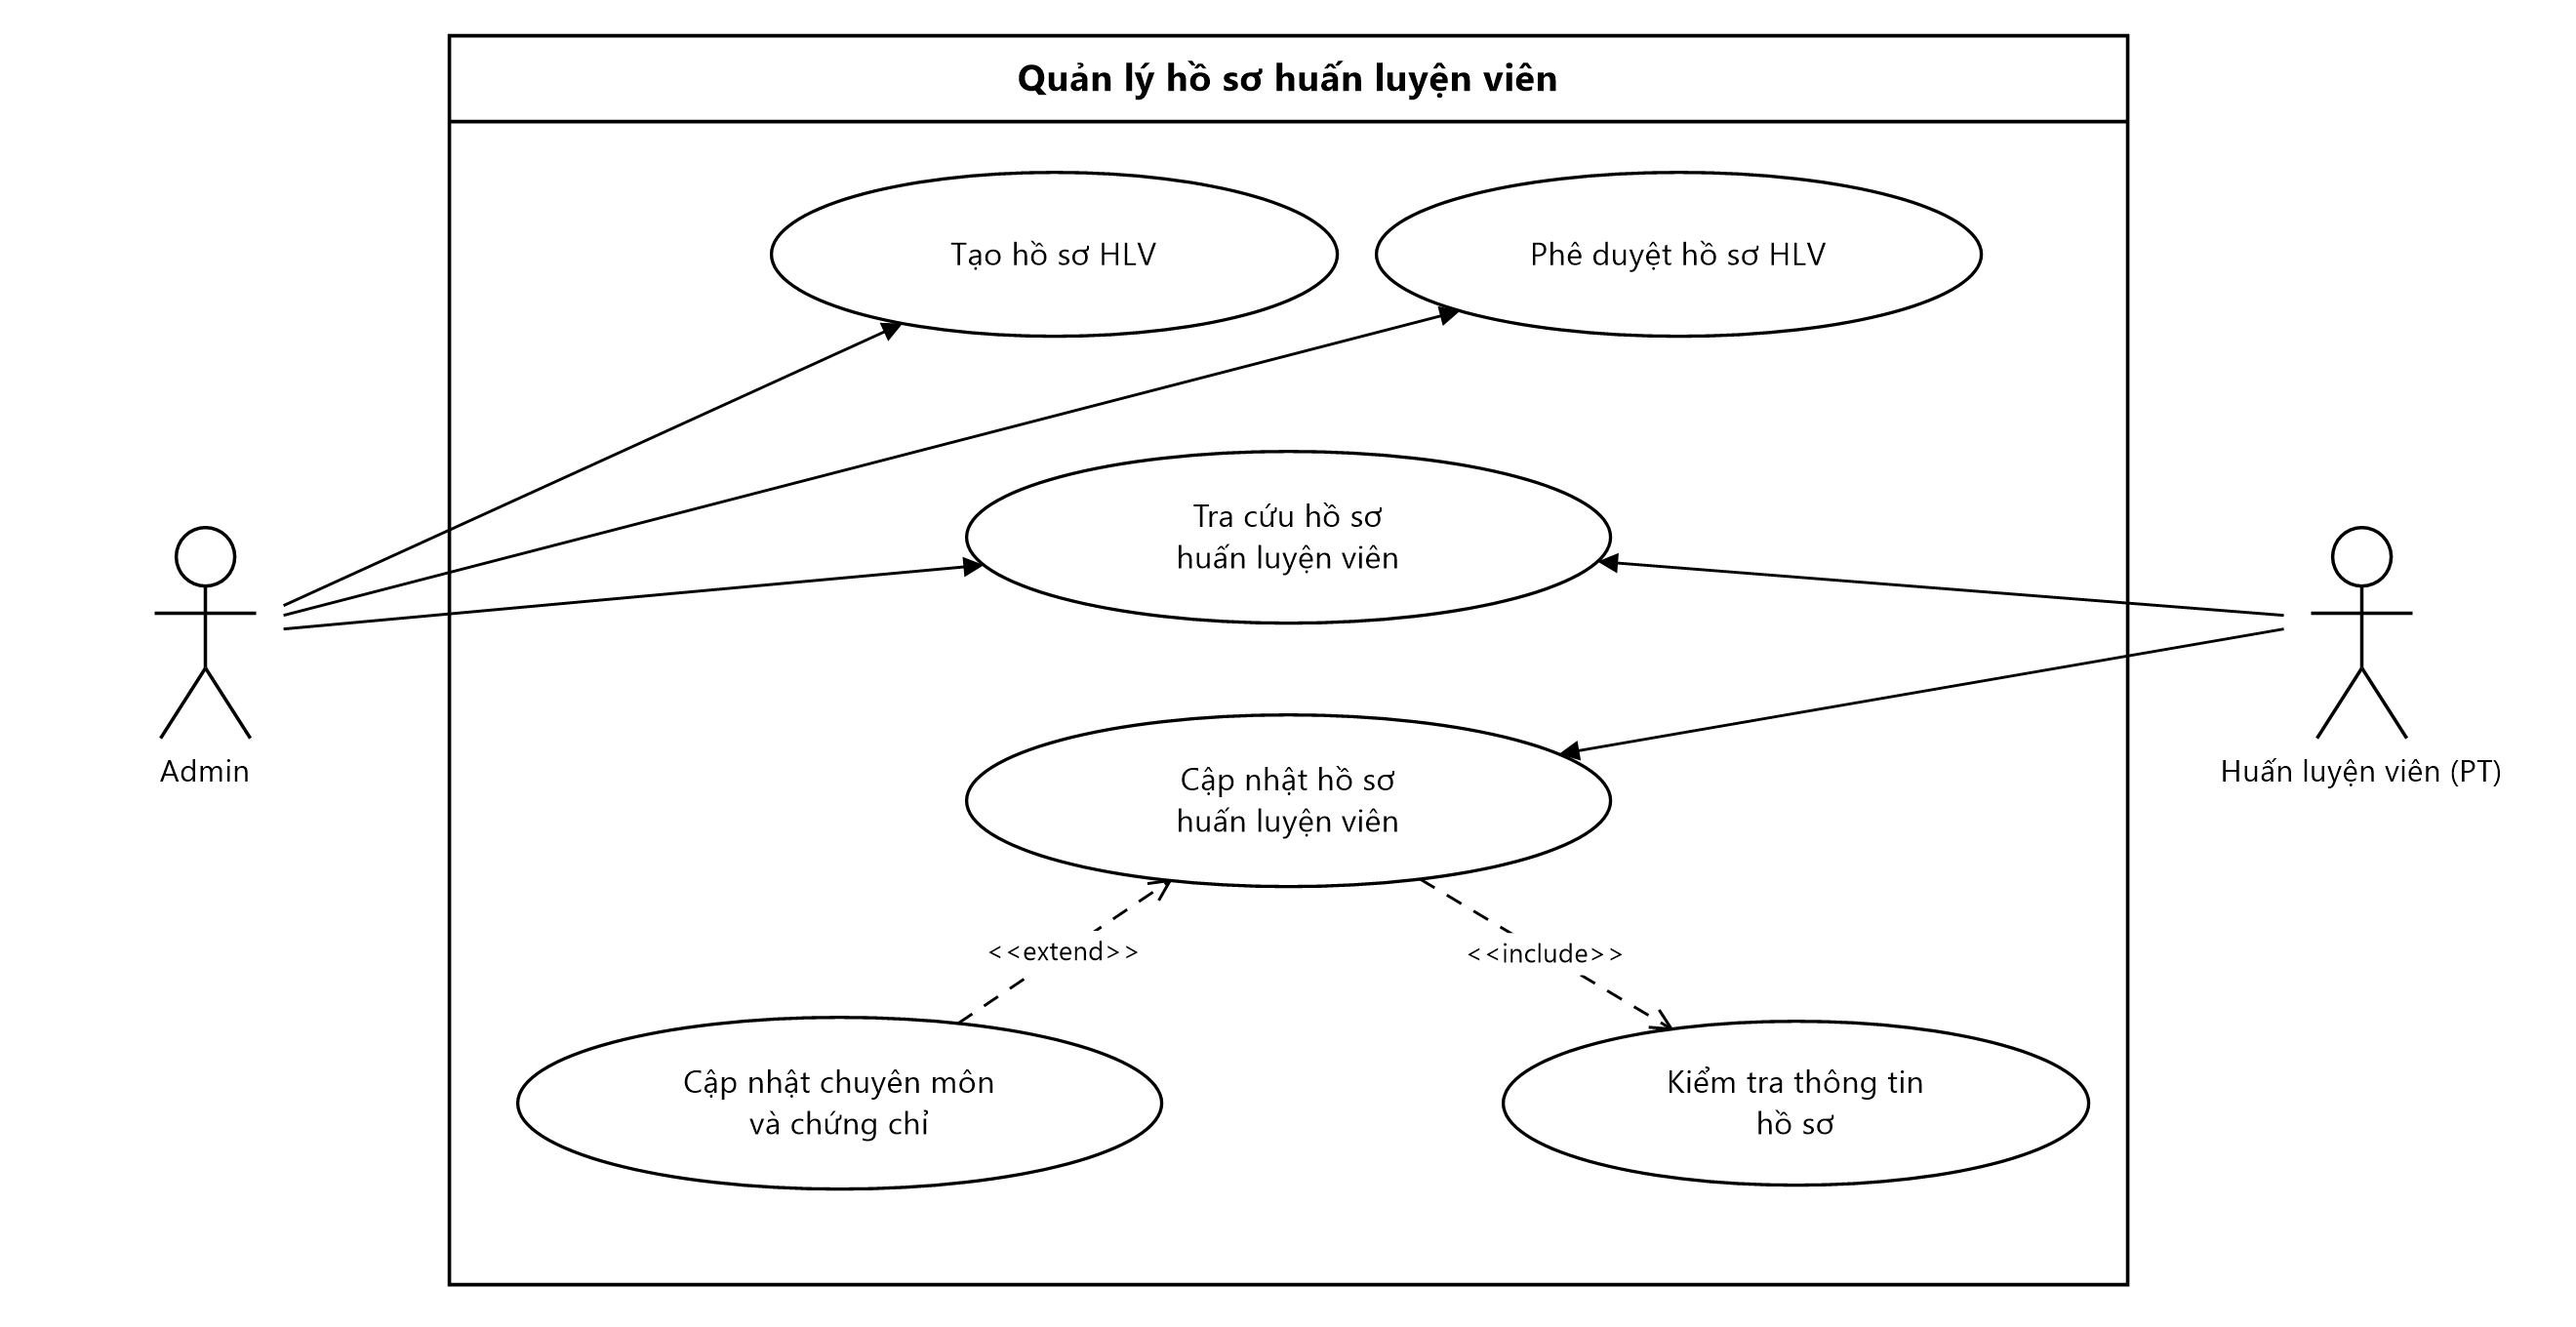 Quản lý hồ sơ huấn luyện viên
Tạo hồ sơ HLV
Phê duyệt hồ sơ HLV
Tra cứu hồ sơ
huấn luyện viên
Admin
Huấn luyện viên (PT)
Cập nhật hồ sơ
huấn luyện viên
<<extend>>
<<include>>
Cập nhật chuyên môn
và chứng chỉ
Kiểm tra thông tin
hồ sơ